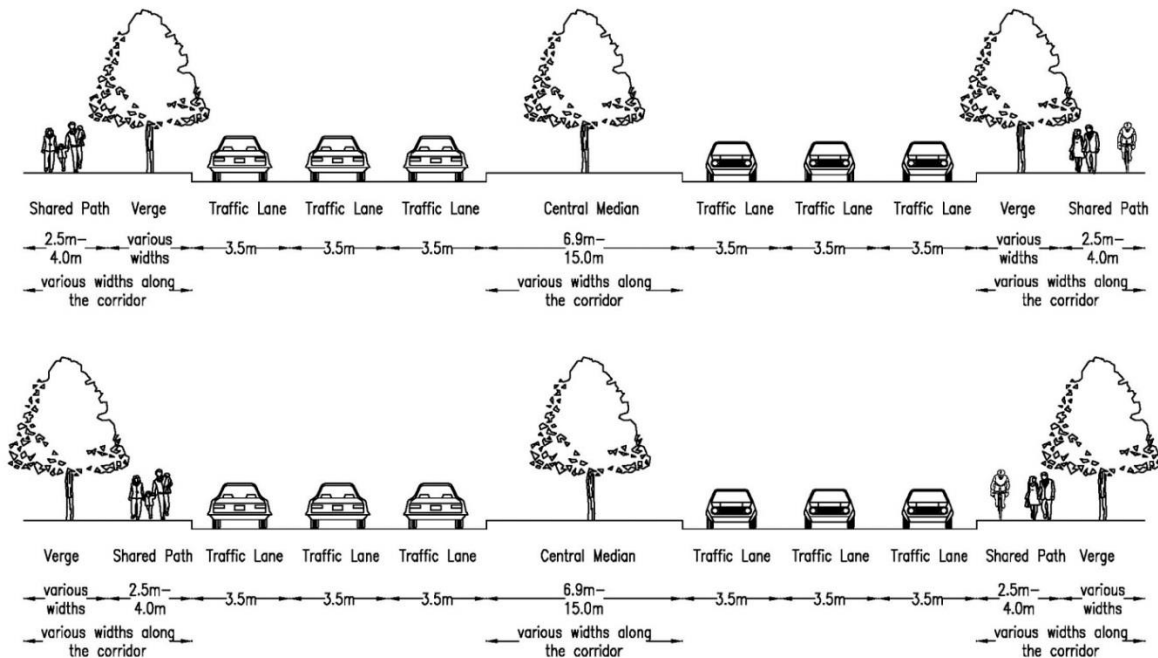 Shared Path Verge Traffic Lane Traffic Lane Traffic Lane Central Median Traffic Lane Traffic Lane Traffic Lane Verge Shared Path
2.5m–
4.0m
various
widths
3.5m 3.5m 3.5m
6.9m–
15.0m
3.5m 3.5m 3.5m
various
widths
2.5m–
4.0m
various widths along
the corridor
various widths along
the corridor
various widths along
the corridor
Verge Shared Path Traffic Lane Traffic Lane Traffic Lane Central Median Traffic Lane Traffic Lane Traffic Lane Shared Path Verge
various
widths
2.5m–
4.0m
3.5m 3.5m 3.5m
6.9m–
15.0m
3.5m 3.5m 3.5m
2.5m–
4.0m
various
widths
various widths along
the corridor
various widths along
the corridor
various widths along
the corridor